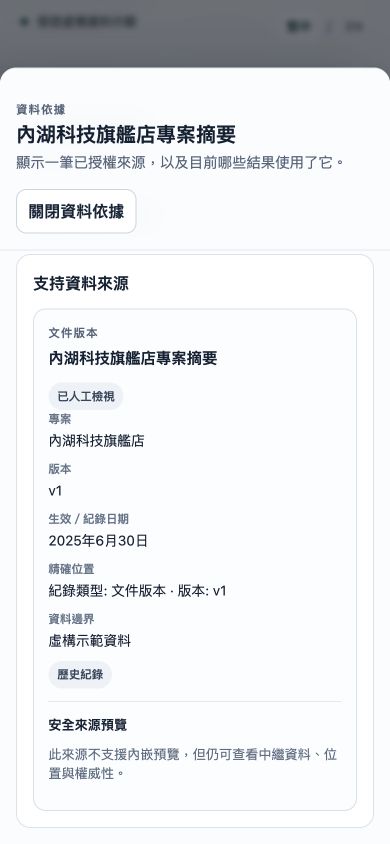 資料依據
內湖科技旗艦店專案摘要
顯示一筆已授權來源，以及目前哪些結果使用了它。
關閉資料依據
支持資料來源
文件版本
內湖科技旗艦店專案摘要
已人工檢視
專案
內湖科技旗艦店
版本
v1
生效 / 紀錄日期
2025年6月30日
精確位置
紀錄類型: 文件版本 · 版本: v1
資料邊界
虛構示範資料
歷史紀錄
安全來源預覽
此來源不支援內嵌預覽，但仍可查看中繼資料、位
置與權威性。